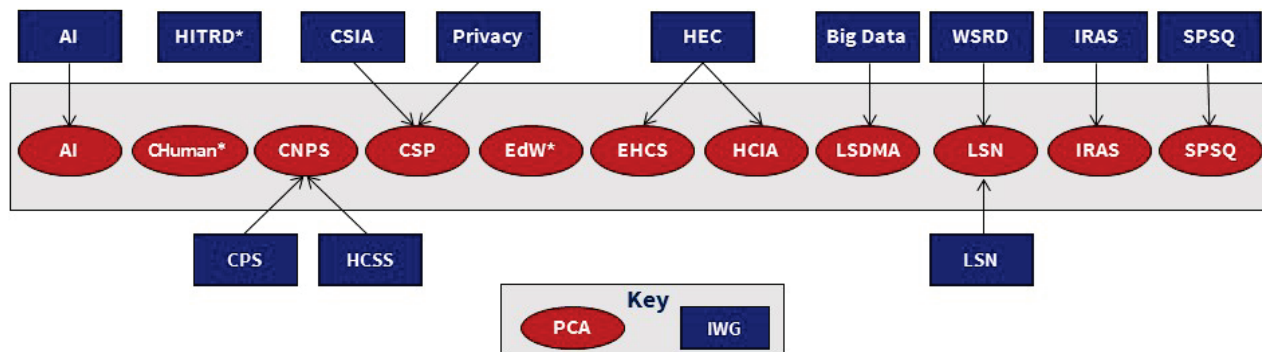 AI HITRD* CSIA Privacy HEC Big Data WSRD IRAS SPSQ
AI CHuman* CNPS CSP EdW* EHCS HCIA LSDMA LSN IRAS SPSQ
CPS HCSS LSN
Key
PCA IWG